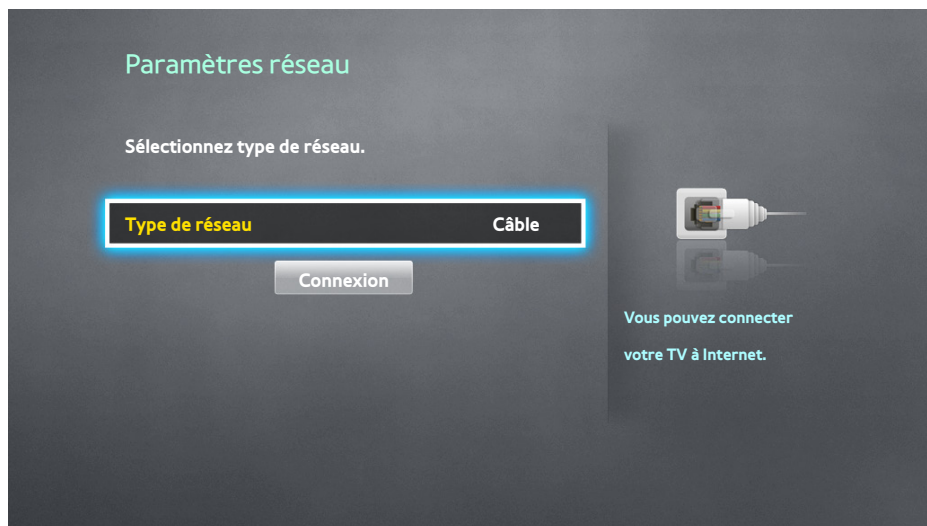 Paramètres réseau
Sélectionnez type de réseau.
Type de réseau Câble
Connexion
Vous pouvez connecter
votre TV à Internet.